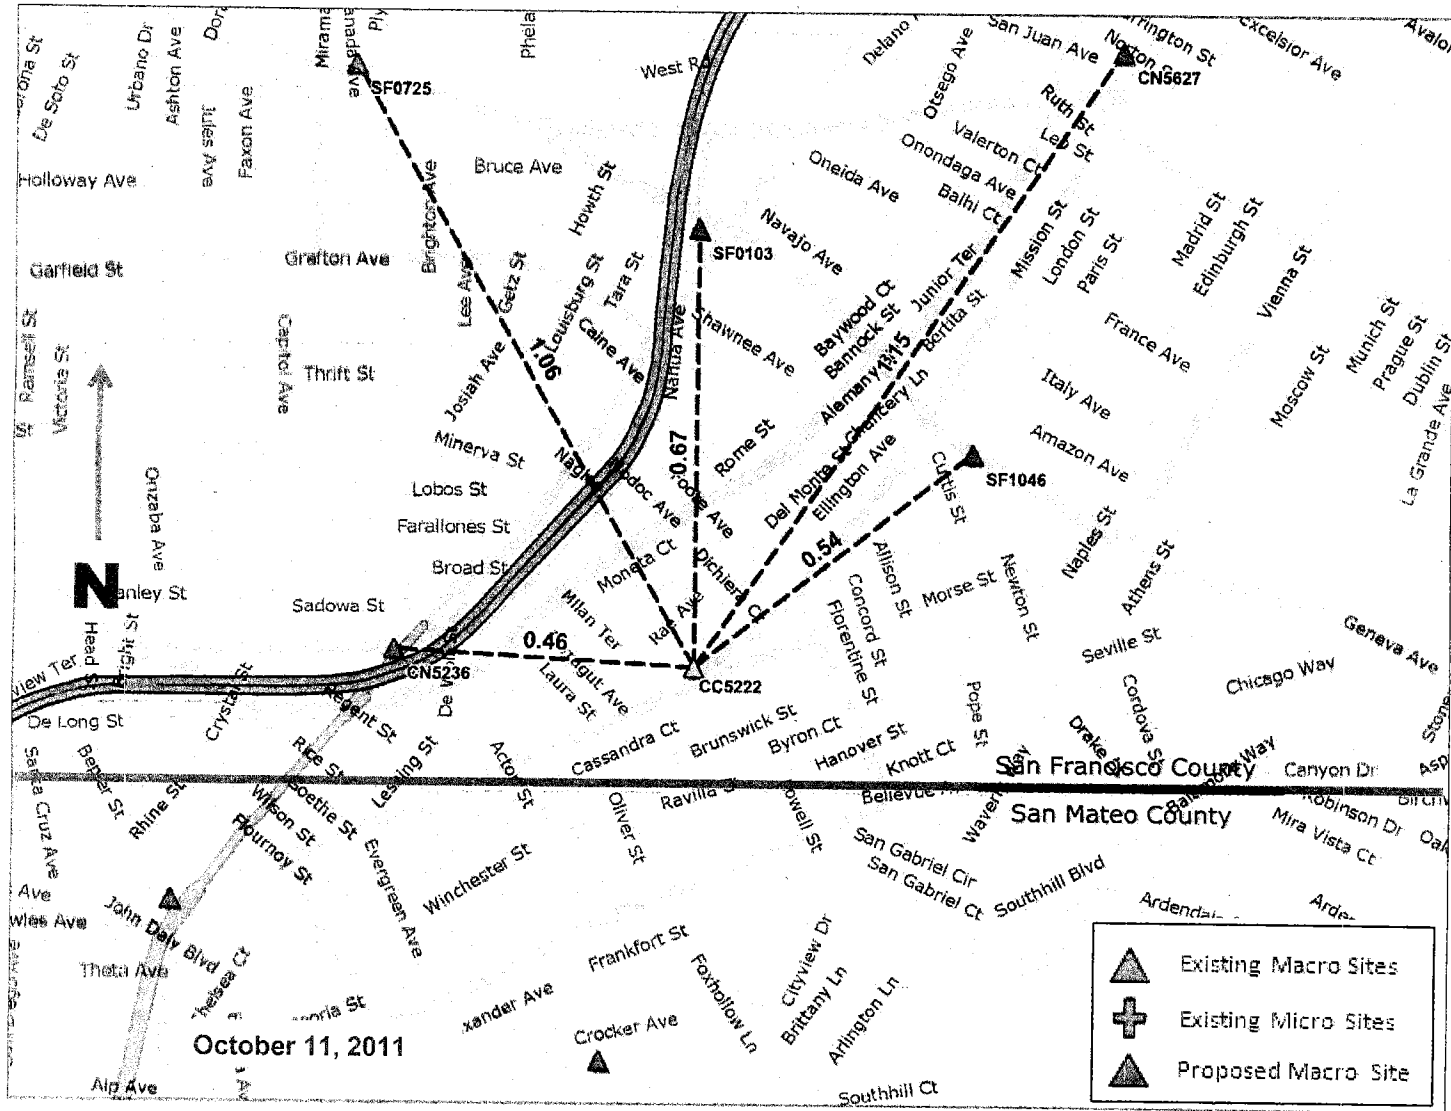 De Soto St
Urbano Dr
Ashton Ave
Jules Ave
Faxon Ave
SF0725
Phela
West Rd
Delano
San Juan Ave
Otsego Ave
Excelsior Ave
CN5627
Ruth St
Leo St
Valerton Ct
Onondaga Ave
Oneida Ave
Balhi Ct
Holloway Ave
Bruce Ave
Brighton Ave
Howth St
Navajo Ave
SF0103
Mission St
London St
Paris St
Madrid St
Edinburgh St
Vienna St
Garfield St
Grafton Ave
Lee Ave
Getz St
Louisburg St
Tara St
Caine Ave
Junior Ter
Baywood Ct
Bannock St
Bertita St
Shawnee Ave
Nahua Ave
France Ave
Munich St
Prague St
Dublin St
Moscow St
La Grande Ave
Ramsell St
Victoria St
Capitol Ave
Thrift St
Josiah Ave
1.06
1.15
Alemany
Chancery Ln
Italy Ave
Amazon Ave
Minerva St
Rome St
0.67
Del Monte St
Ellington Ave
Curtis St
SF1046
Lobos St
Farallones St
Broad St
Orizaba Ave
Moneta Ct
Dichiera Ct
0.54
Allison St
Concord St
Florentine St
Morse St
Newton St
Naples St
Athens St
N
Sadowa St
Milan Ter
Rae Ave
0.46
CN5236
CC5222
Laura St
Seville St
Geneva Ave
Chicago Way
Head St
De Long St
Crystal St
Regent St
Cassandra Ct
Brunswick St
Byron Ct
Hanover St
Knott Ct
Pope St
Cordova St
Drake
Santa Cruz Ave
Bepler St
Rhine St
Rice St
Goethe St
Wilson St
Flournoy St
Lessing St
Acton St
Oliver St
San Francisco County
San Mateo County
Canyon Dr
Robinson Dr
Mira Vista Ct
Evergreen Ave
Winchester St
San Gabriel Cir
San Gabriel Ct
Southhill Blvd
John Daly Blvd
Theta Ave
Frankfort St
Foxhollow Ln
Cityview Dr
Brittany Ln
Arlington Ln
Crocker Ave
Southhill Ct
Alp Ave
October 11, 2011
Existing Macro Sites
Existing Micro Sites
Proposed Macro Site